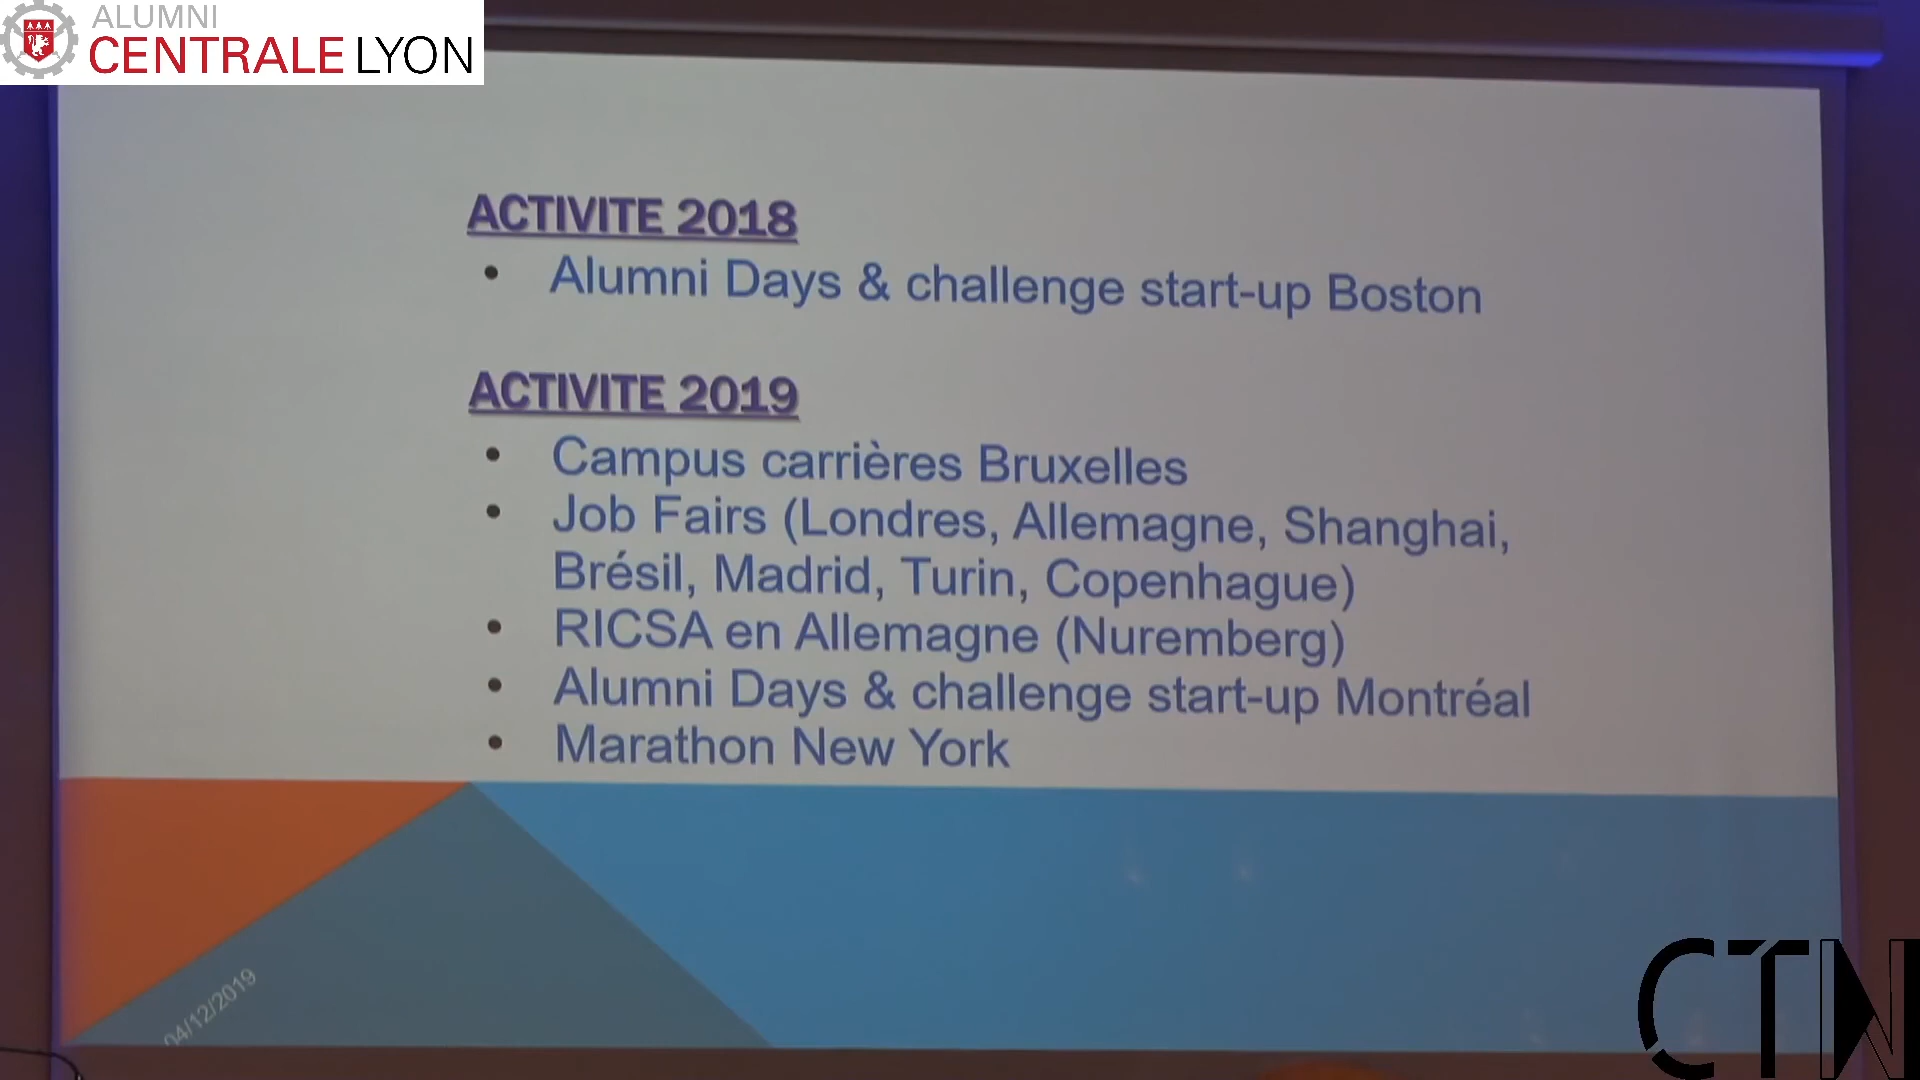 ALUMNI
CENTRALELYON
ACTIVITE 2018
• Alumni Days & challenge start-up Boston
ACTIVITE 2019
• Campus carrières Bruxelles
• Job Fairs (Londres, Allemagne, Shanghai,
Brésil, Madrid, Turin, Copenhague)
• RICSA en Allemagne (Nuremberg)
• Alumni Days & challenge start-up Montréal
• Marathon New York
04/12/2019
CTN